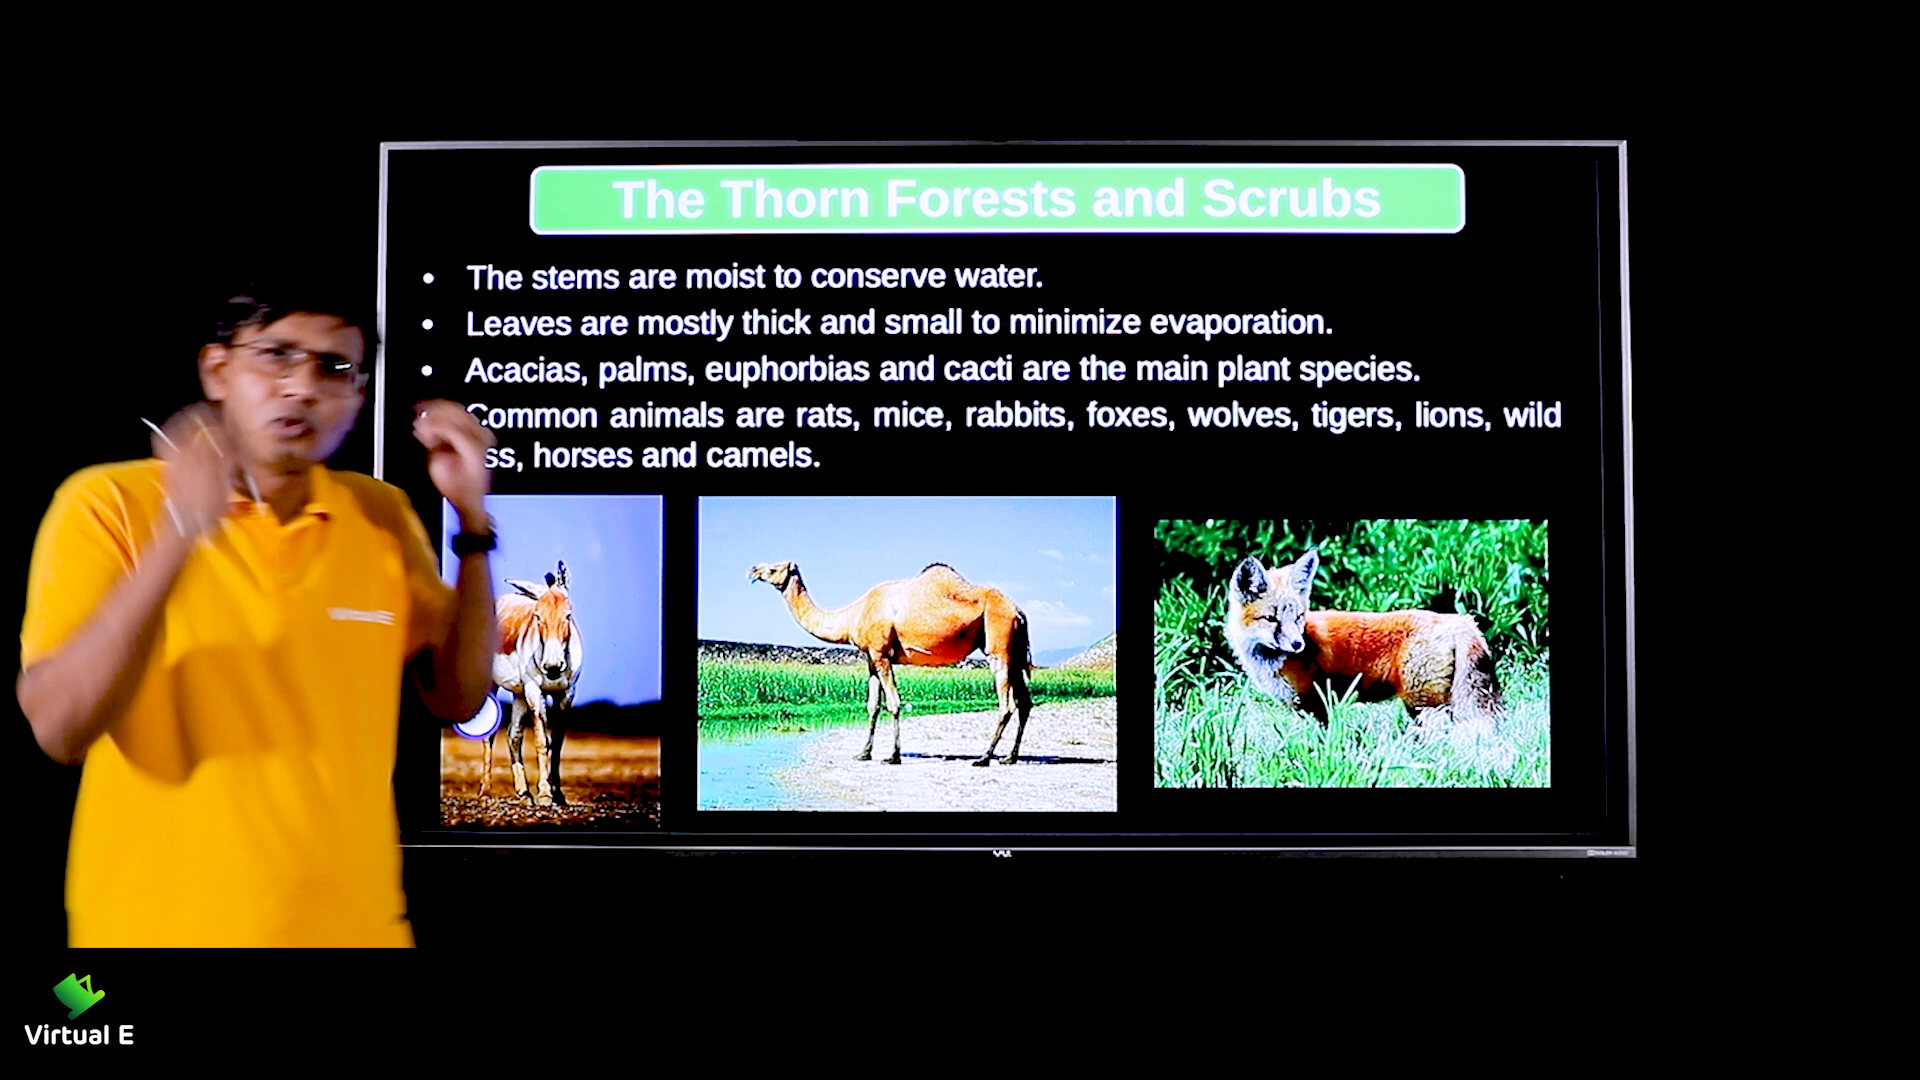 The Thorn Forests and Scrubs
• The stems are moist to conserve water.
• Leaves are mostly thick and small to minimize evaporation.
• Acacias, palms, euphorbias and cacti are the main plant species.
Common animals are rats, mice, rabbits, foxes, wolves, tigers, lions, wild
ss, horses and camels.
Virtual E